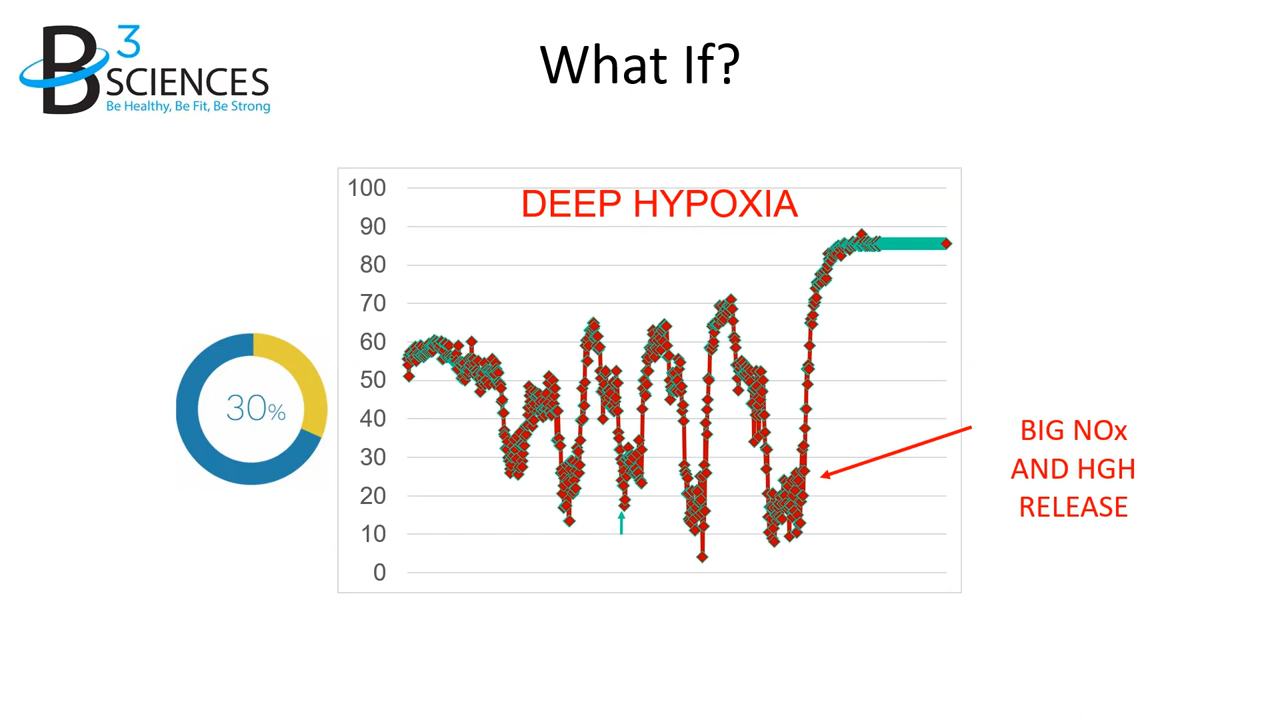 B3 SCIENCES
Be Healthy, Be Fit, Be Strong
What If?
DEEP HYPOXIA
100
90
80
70
60
50
40
30
20
10
0
30%
BIG NOx
AND HGH
RELEASE